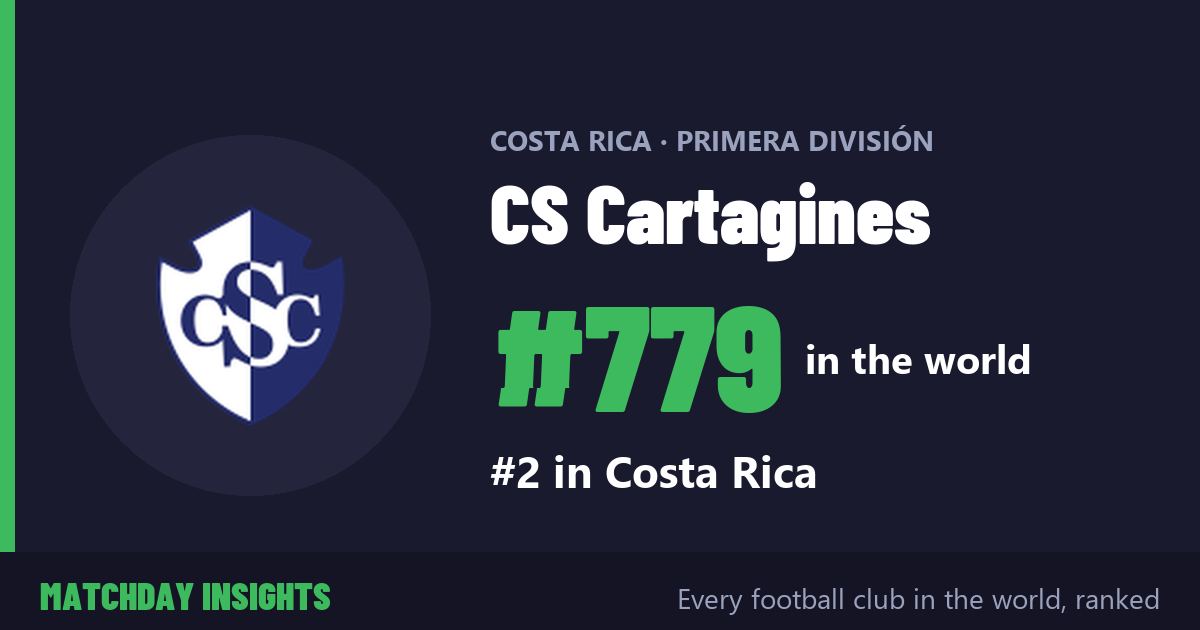 COSTA RICA · PRIMERA DIVISIÓN
CS Cartagines
#779 in the world
#2 in Costa Rica
CSC
MATCHDAY INSIGHTS
Every football club in the world, ranked